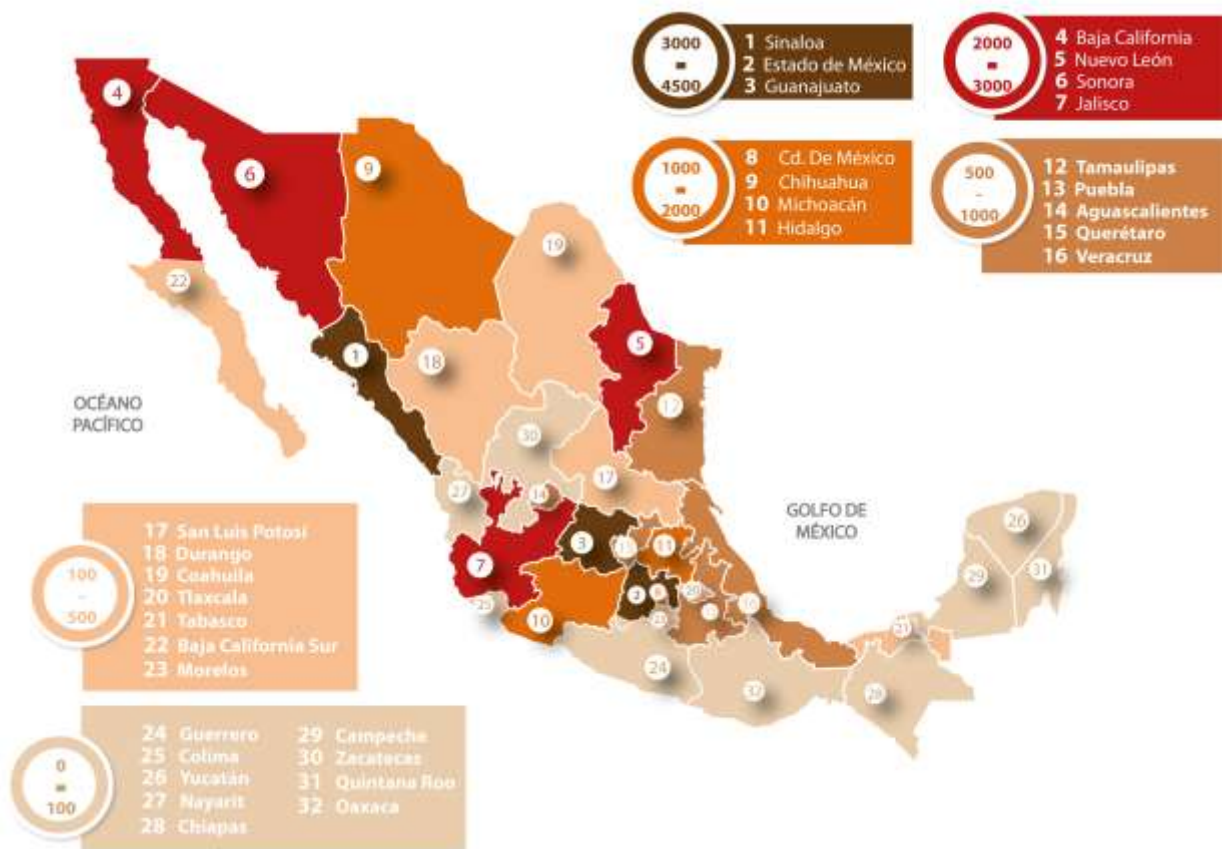 3000
-
4500
1 Sinaloa
2 Estado de México
3 Guanajuato
2000
-
3000
4 Baja California
5 Nuevo León
6 Sonora
7 Jalisco
1000
-
2000
8 Cd. De México
9 Chihuahua
10 Michoacán
11 Hidalgo
500
-
1000
12 Tamaulipas
13 Puebla
14 Aguascalientes
15 Querétaro
16 Veracruz
4
6
9
19
22
1
18
5
17
30
OCÉANO
PACÍFICO
27
14
17
GOLFO DE
MÉXICO
26
3
11
29
31
7
25
10
24
32
28
100
-
500
17 San Luis Potosí
18 Durango
19 Coahuila
20 Tlaxcala
21 Tabasco
22 Baja California Sur
23 Morelos
0
-
100
24 Guerrero
25 Colima
26 Yucatán
27 Nayarit
28 Chiapas
29 Campeche
30 Zacatecas
31 Quintana Roo
32 Oaxaca